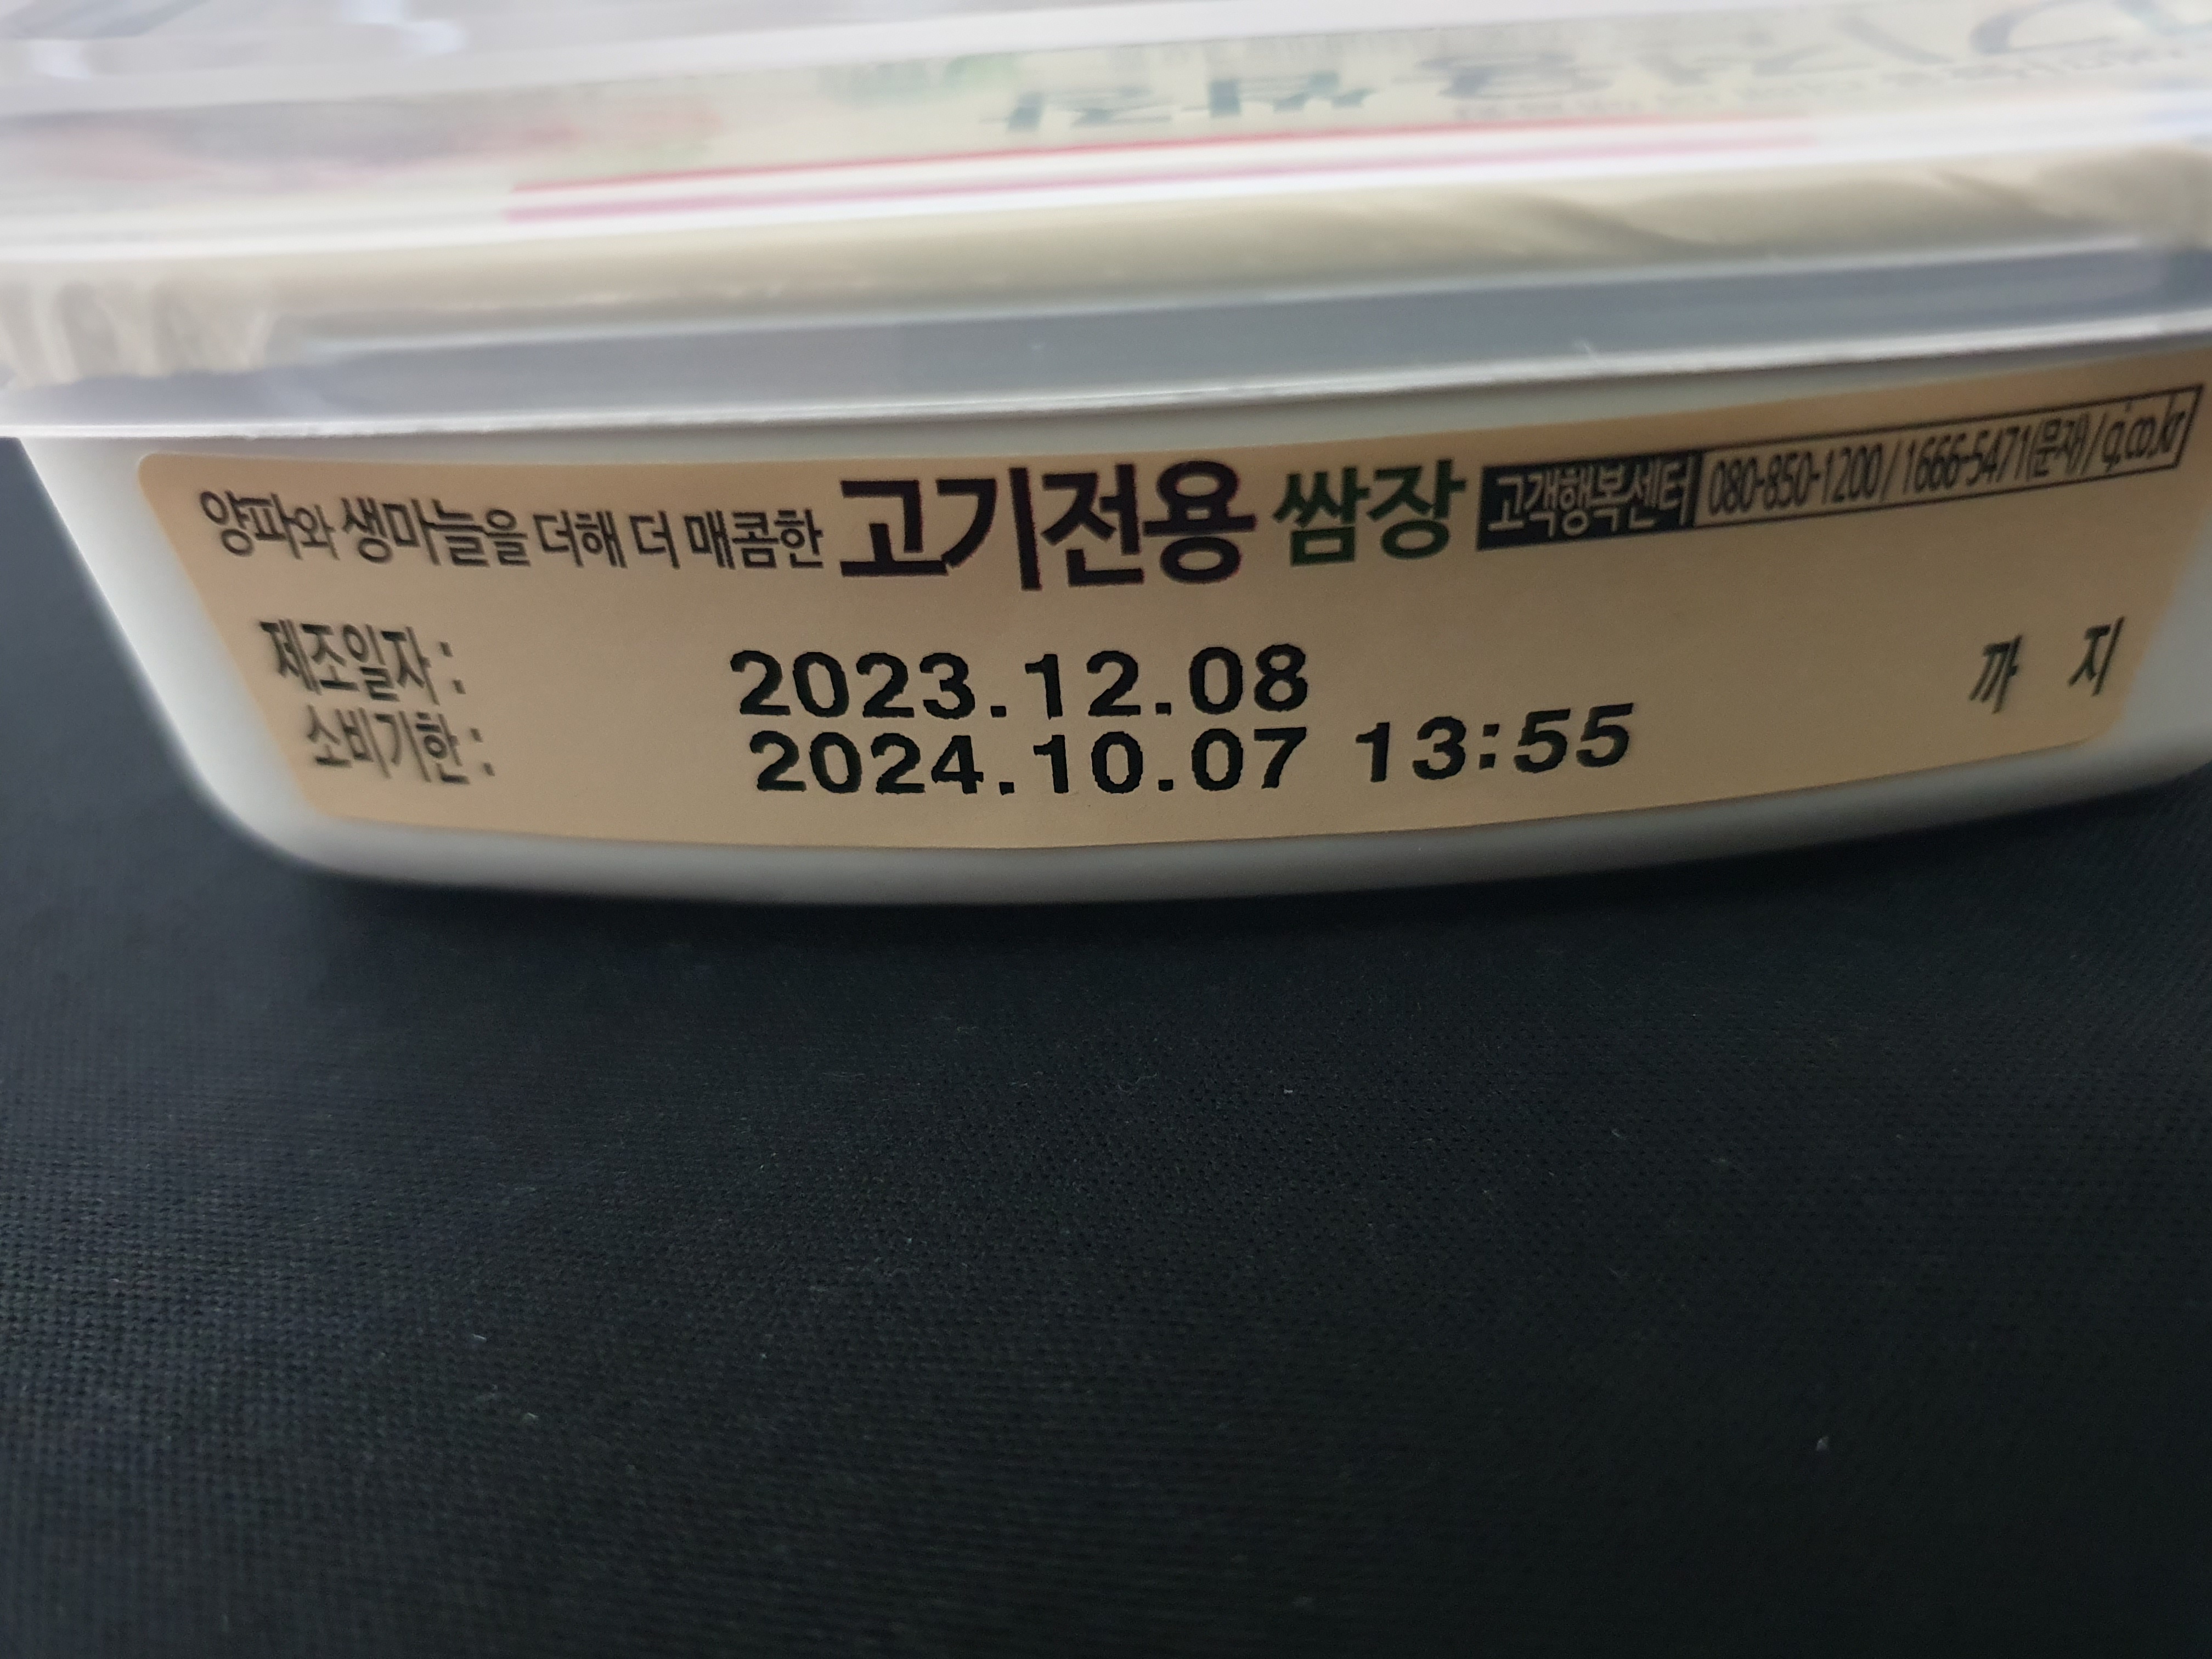 양파와 생마늘을 더해 더 매콤한 고기전용 쌈장 고객행복센터 080-850-1200 / 1666-5471(문자) / cj.co.kr
제조일자 : 2023.12.08
소비기한 : 2024.10.07 13:55 까 지